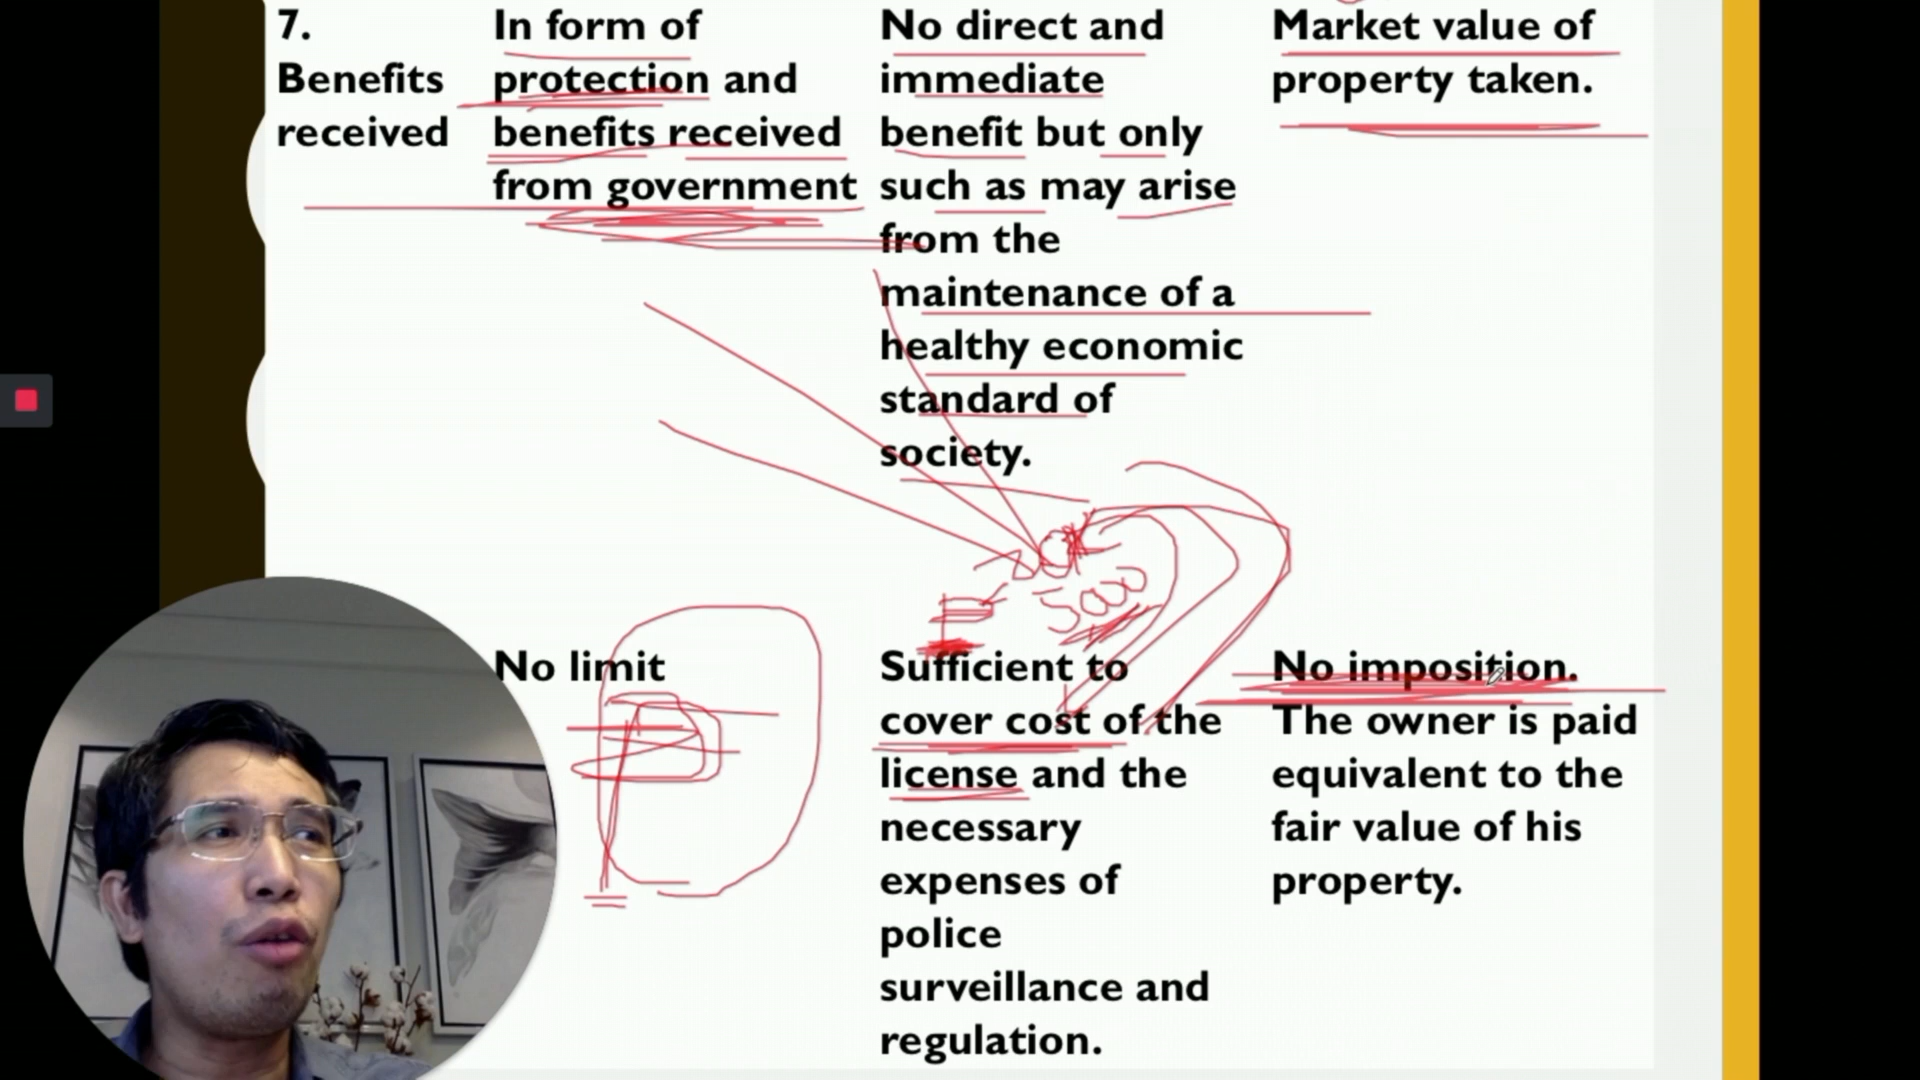 7.
Benefits
received
In form of
protection and
benefits received
from government
No direct and
immediate
benefit but only
such as may arise
from the
maintenance of a
healthy economic
standard of
society.
Market value of
property taken.
No limit
Sufficient to
cover cost of the
license and the
necessary
expenses of
police
surveillance and
regulation.
No imposition.
The owner is paid
equivalent to the
fair value of his
property.